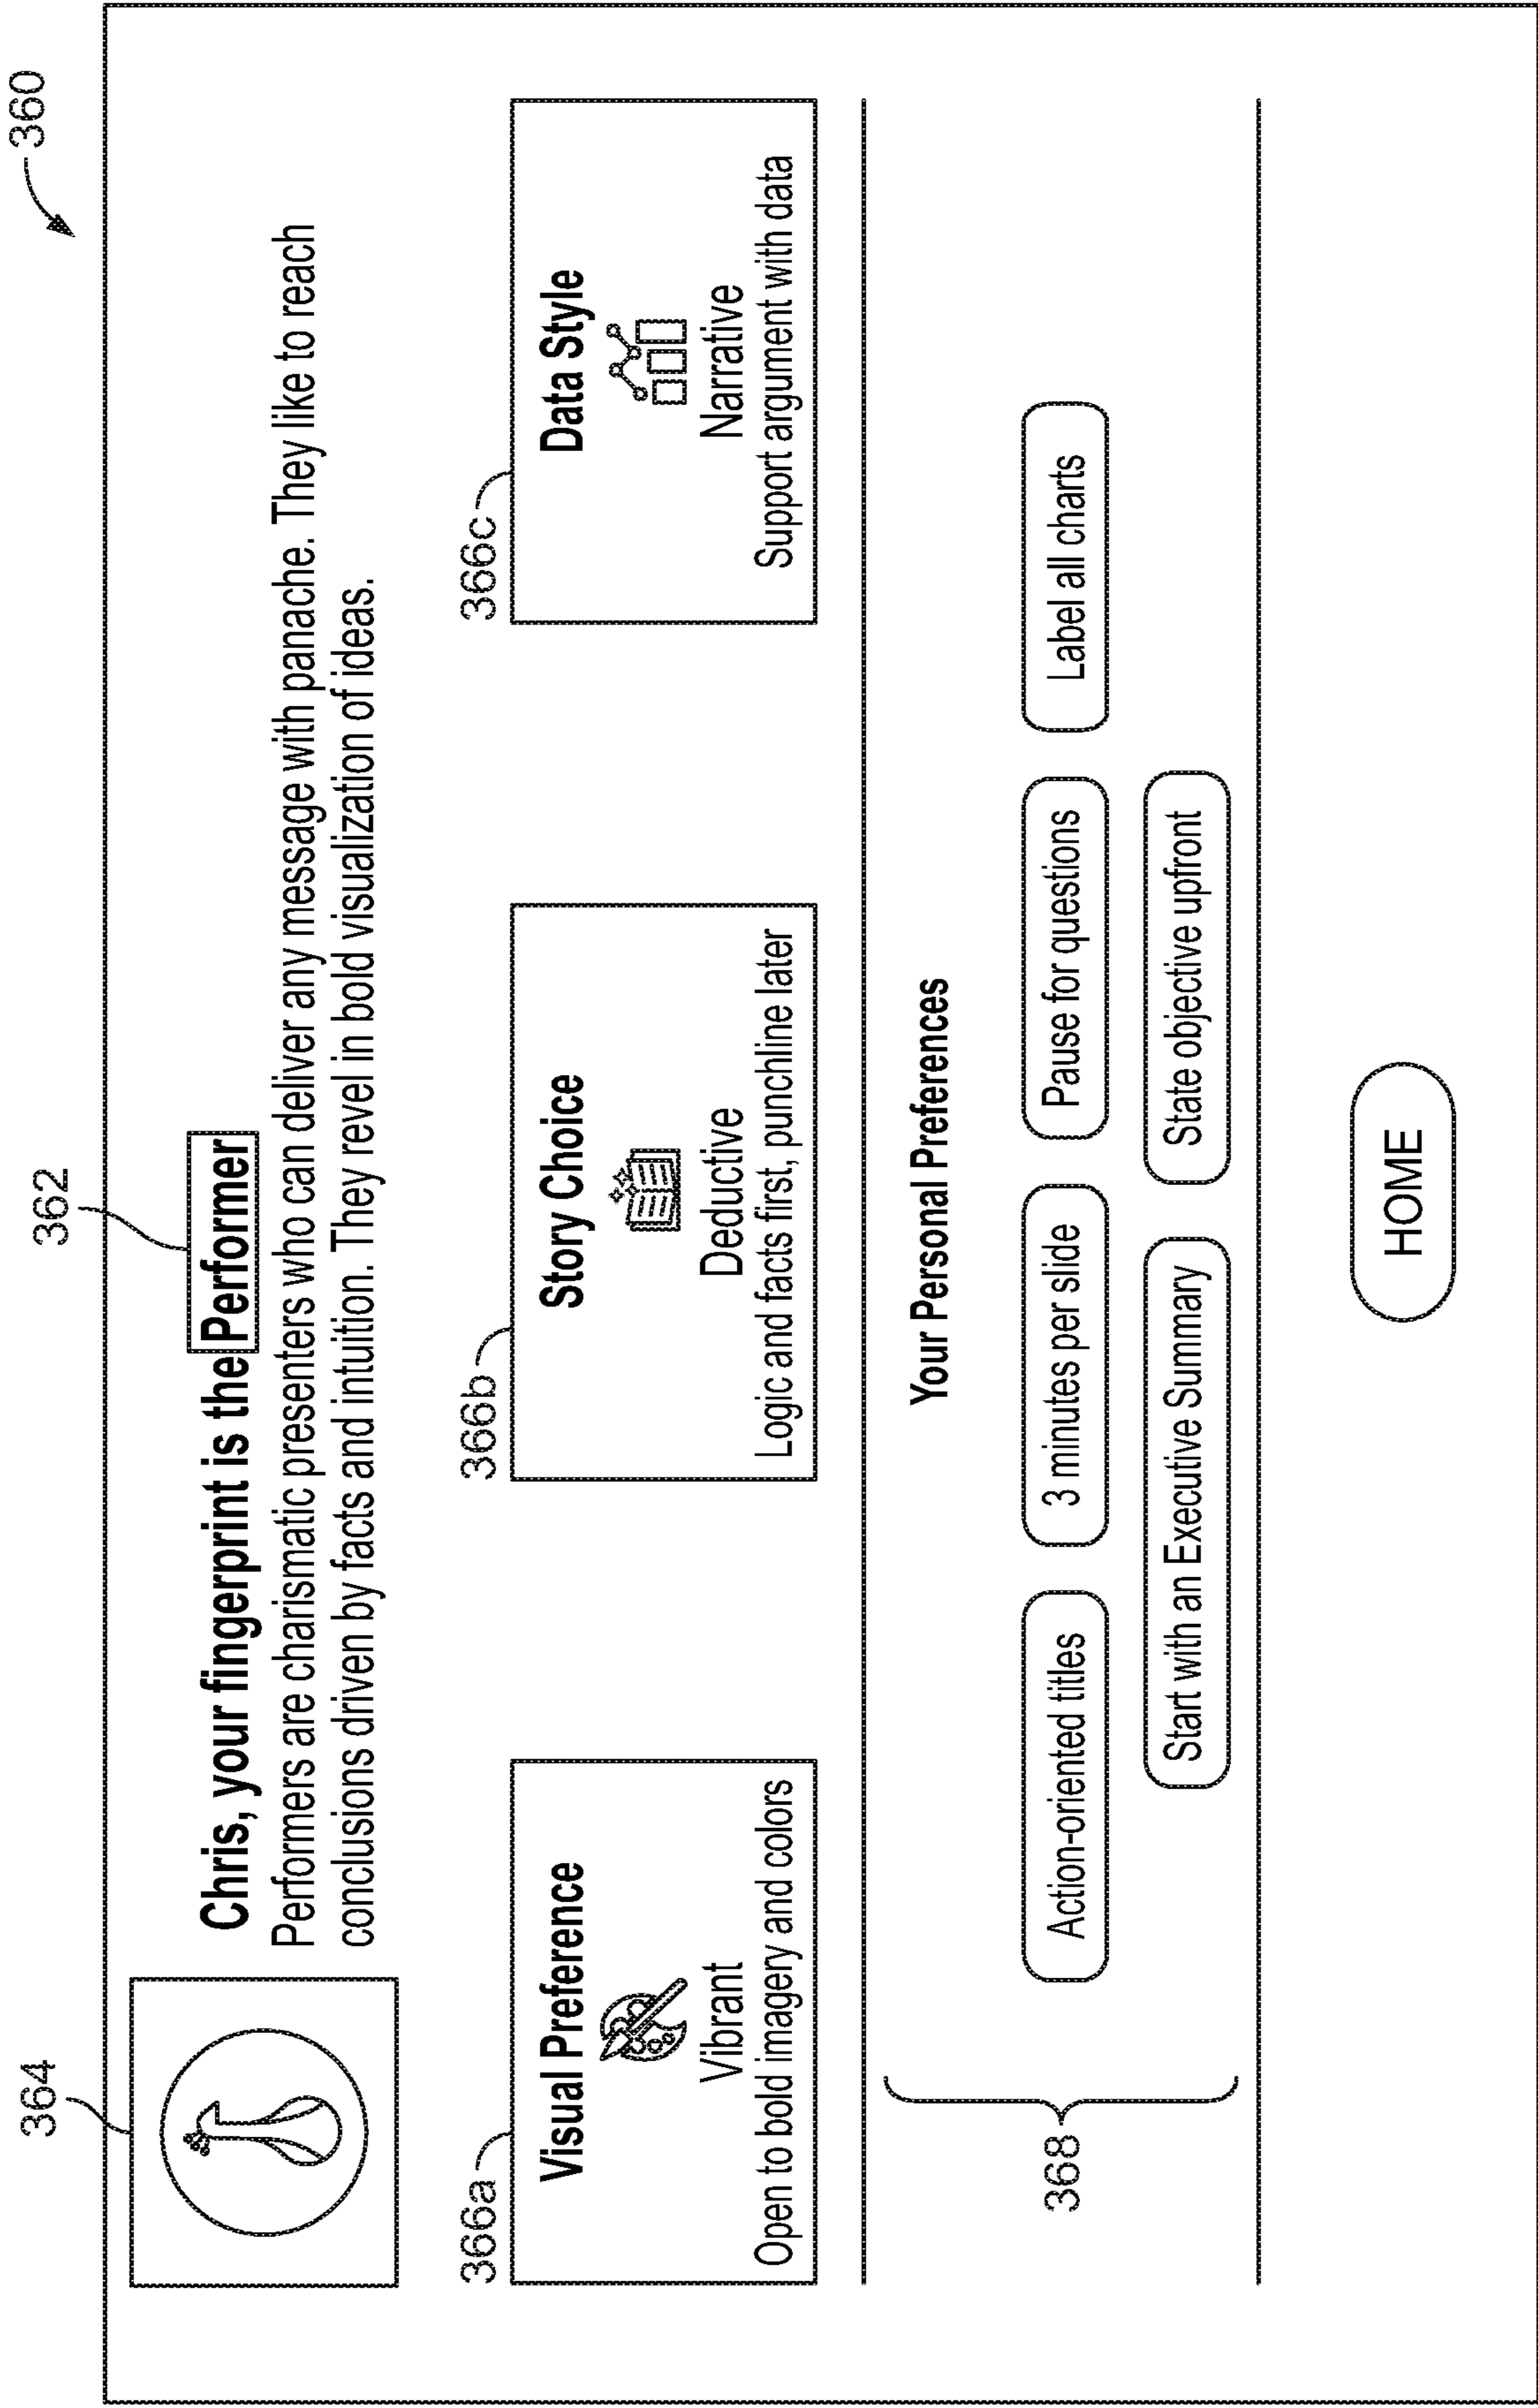 360
364
362
Chris, your fingerprint is the Performer
Performers are charismatic presenters who can deliver any message with panache. They like to reach
conclusions driven by facts and intuition. They revel in bold visualization of ideas.
366a
Visual Preference
Vibrant
Open to bold imagery and colors
366b
Story Choice
Deductive
Logic and facts first, punchline later
366c
Data Style
Narrative
Support argument with data
Your Personal Preferences
368
Action-oriented titles
3 minutes per slide
Pause for questions
Label all charts
Start with an Executive Summary
State objective upfront
HOME